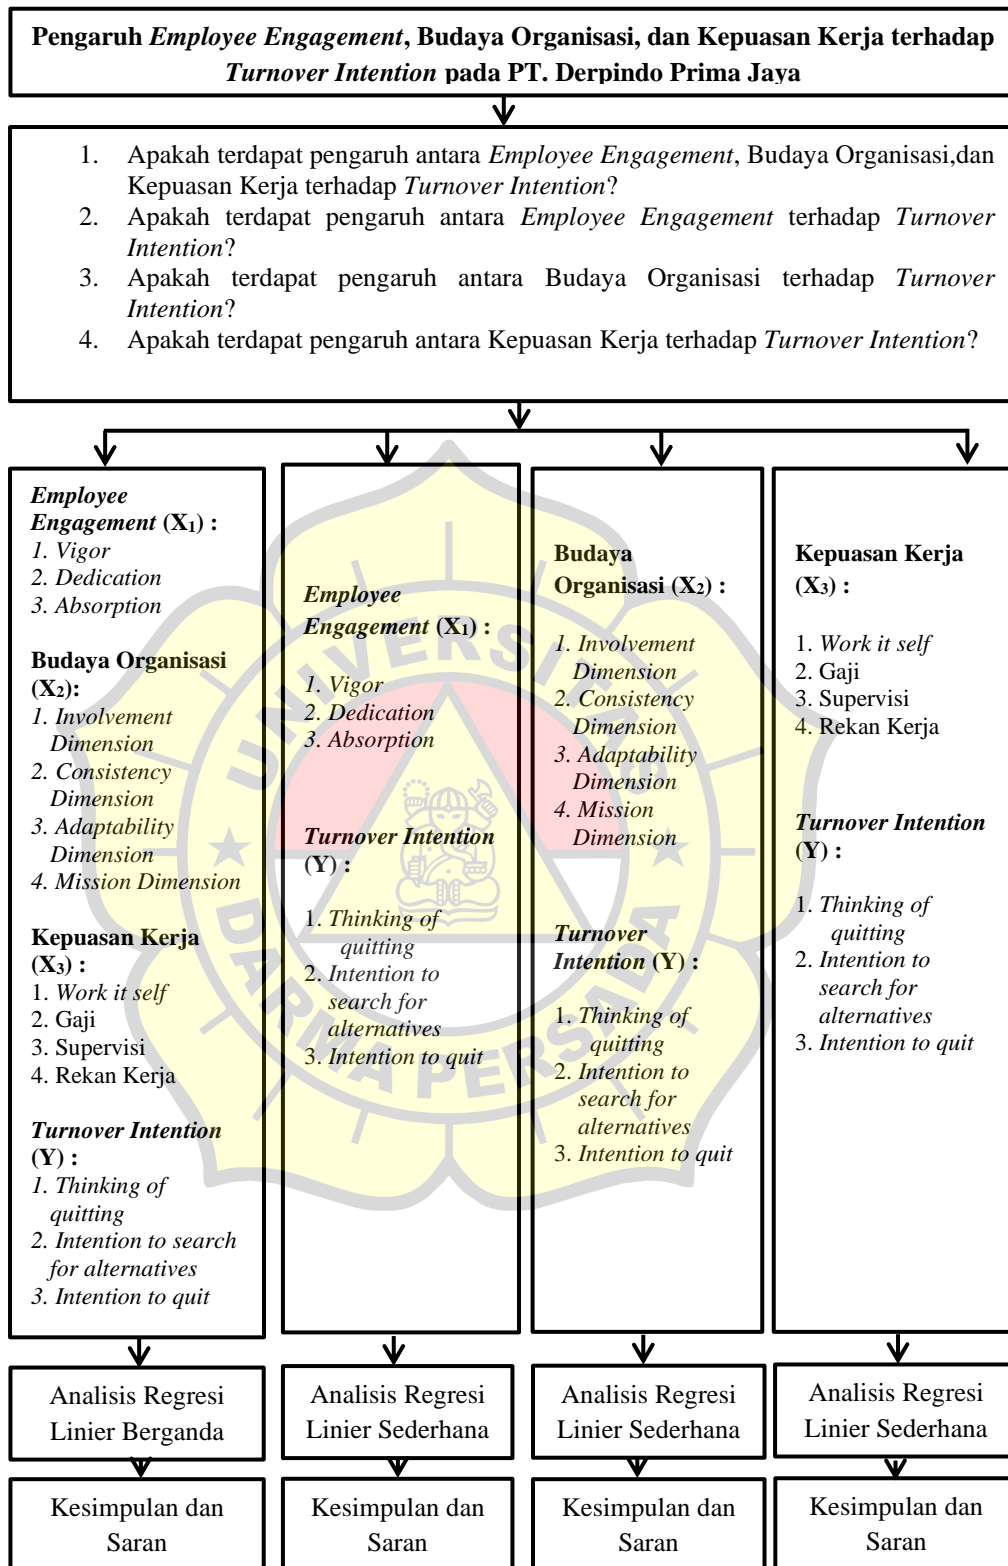 Pengaruh Employee Engagement, Budaya Organisasi, dan Kepuasan Kerja terhadap
Turnover Intention pada PT. Derpindo Prima Jaya
1. Apakah terdapat pengaruh antara Employee Engagement, Budaya Organisasi,dan
Kepuasan Kerja terhadap Turnover Intention?
2. Apakah terdapat pengaruh antara Employee Engagement terhadap Turnover
Intention?
3. Apakah terdapat pengaruh antara Budaya Organisasi terhadap Turnover
Intention?
4. Apakah terdapat pengaruh antara Kepuasan Kerja terhadap Turnover Intention?
Employee
Engagement (X1) :
1. Vigor
2. Dedication
3. Absorption
Budaya Organisasi
(X2):
1. Involvement
Dimension
2. Consistency
Dimension
3. Adaptability
Dimension
4. Mission Dimension
Kepuasan Kerja
(X3) :
1. Work it self
2. Gaji
3. Supervisi
4. Rekan Kerja
Turnover Intention
(Y) :
1. Thinking of
quitting
2. Intention to search
for alternatives
3. Intention to quit
Employee
Engagement (X1) :
1. Vigor
2. Dedication
3. Absorption
Turnover Intention
(Y) :
1. Thinking of
quitting
2. Intention to
search for
alternatives
3. Intention to quit
Budaya
Organisasi (X2) :
1. Involvement
Dimension
2. Consistency
Dimension
3. Adaptability
Dimension
4. Mission
Dimension
Turnover
Intention (Y) :
1. Thinking of
quitting
2. Intention to
search for
alternatives
3. Intention to quit
Kepuasan Kerja
(X3) :
1. Work it self
2. Gaji
3. Supervisi
4. Rekan Kerja
Turnover Intention
(Y) :
1. Thinking of
quitting
2. Intention to
search for
alternatives
3. Intention to quit
UNIVERSITAS
DARMA PERSADA
Analisis Regresi
Linier Berganda
Analisis Regresi
Linier Sederhana
Analisis Regresi
Linier Sederhana
Analisis Regresi
Linier Sederhana
Kesimpulan dan
Saran
Kesimpulan dan
Saran
Kesimpulan dan
Saran
Kesimpulan dan
Saran